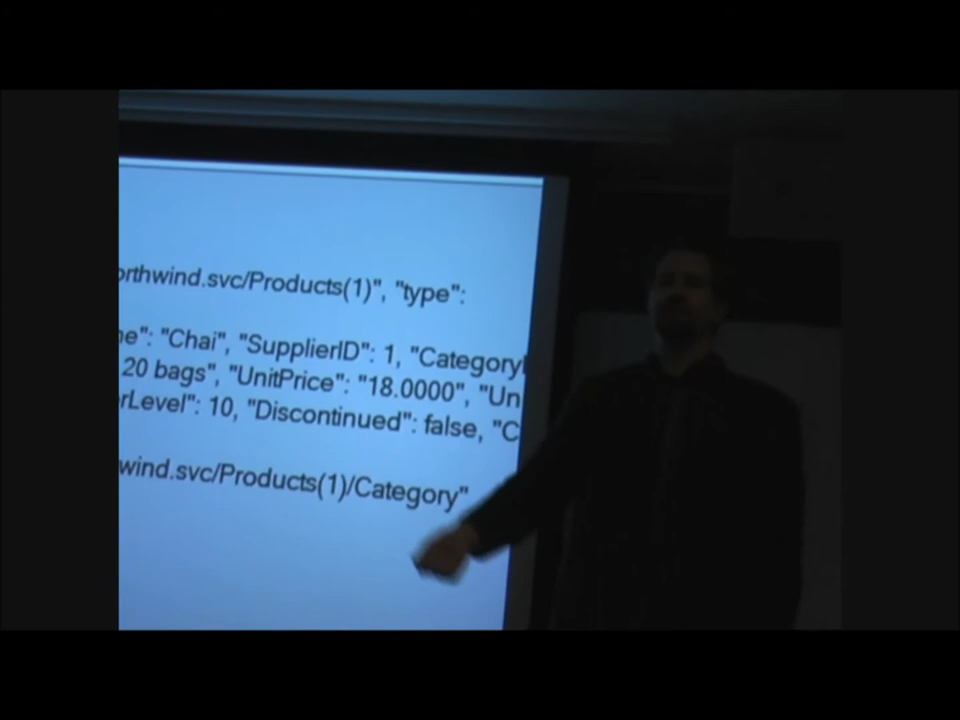 orthwind.svc/Products(1)", "type":
ne": "Chai", "SupplierID": 1, "CategoryI
20 bags", "UnitPrice": "18.0000", "Un
rLevel": 10, "Discontinued": false, "C
wind.svc/Products(1)/Category"